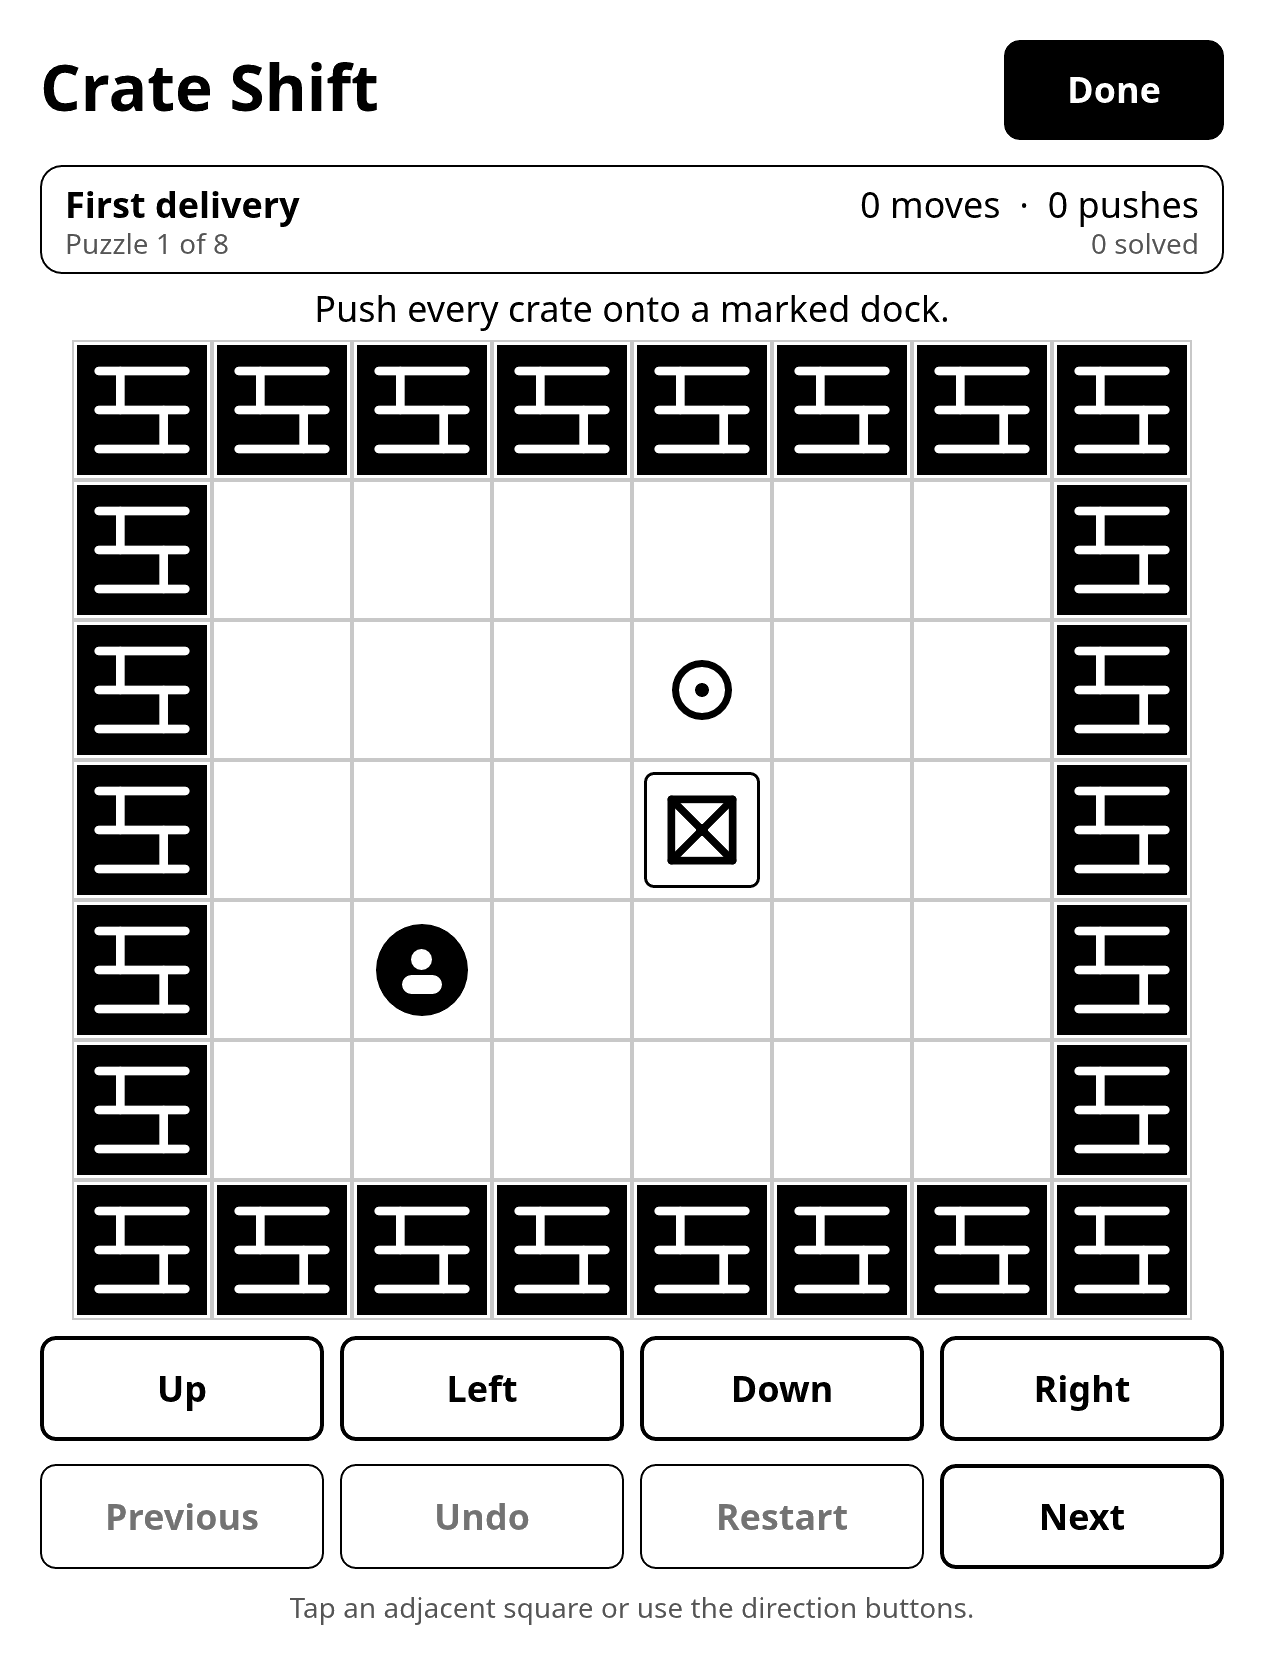 Crate Shift
Done
First delivery
0 moves · 0 pushes
Puzzle 1 of 8
0 solved
Push every crate onto a marked dock.
Up
Left
Down
Right
Previous
Undo
Restart
Next
Tap an adjacent square or use the direction buttons.